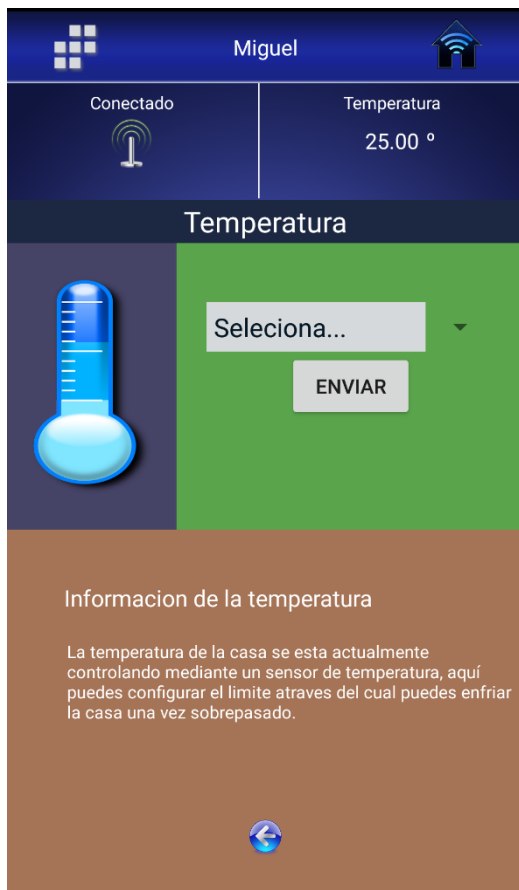 Miguel
Conectado
Temperatura
25.00 º
Temperatura
Seleciona...
ENVIAR
Informacion de la temperatura
La temperatura de la casa se esta actualmente
controlando mediante un sensor de temperatura, aquí
puedes configurar el limite atraves del cual puedes enfriar
la casa una vez sobrepasado.